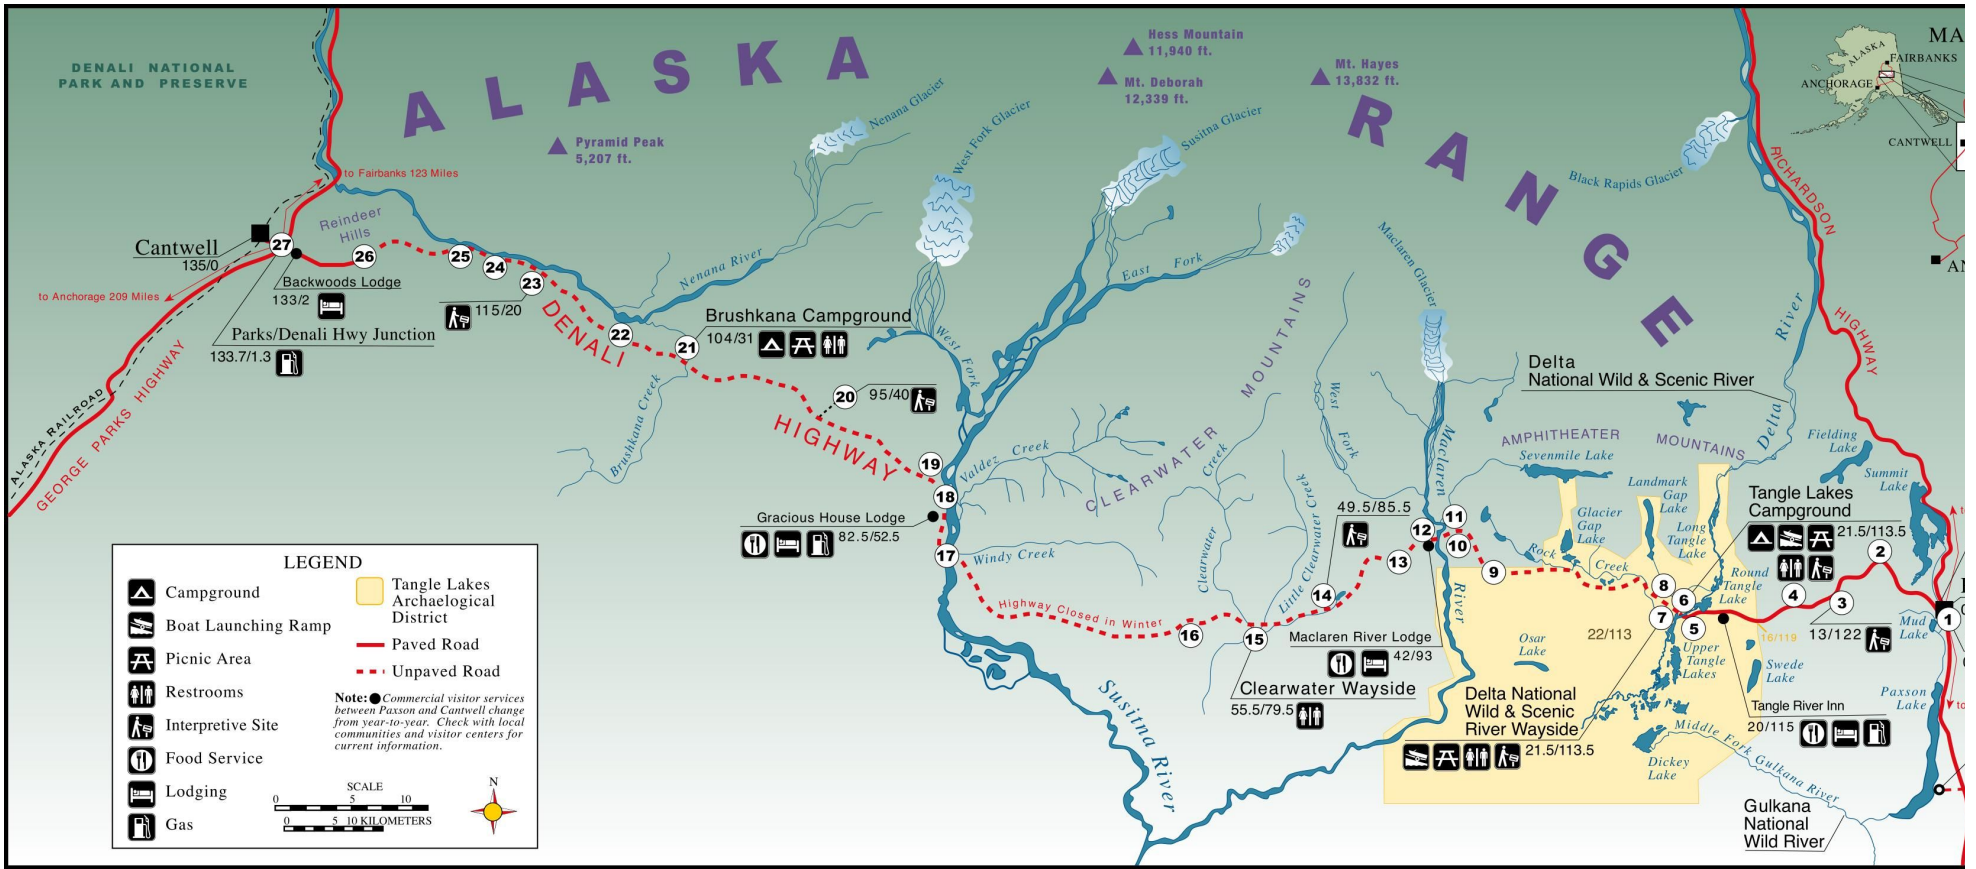 DENALI NATIONAL
PARK AND PRESERVE
ALASKA
RANGE
Pyramid Peak
5,207 ft.
Hess Mountain
11,940 ft.
Mt. Deborah
12,339 ft.
Mt. Hayes
13,832 ft.
Nenana Glacier
West Fork Glacier
Susitna Glacier
Maclaren Glacier
Black Rapids Glacier
RICHARDSON
HIGHWAY
ALASKA
FAIRBANKS
ANCHORAGE
CANTWELL
MA
AN
to Fairbanks 123 Miles
Reindeer
Hills
Cantwell
135/0
27
26
25
24
23
22
21
20
19
18
17
16
15
14
13
12
11
10
9
8
7
6
5
4
3
2
1
Backwoods Lodge
133/2
to Anchorage 209 Miles
Parks/Denali Hwy Junction
133.7/1.3
ALASKA RAILROAD
GEORGE PARKS HIGHWAY
115/20
DENALI
HIGHWAY
Nenana River
Brushkana Campground
104/31
Brushkana Creek
95/40
West Fork
East Fork
Valdez Creek
Gracious House Lodge
82.5/52.5
Windy Creek
Susitna River
CLEARWATER MOUNTAINS
Clearwater Creek
Little Clearwater Creek
West
Fork
Maclaren
River
Highway Closed in Winter
49.5/85.5
Maclaren River Lodge
42/93
Clearwater Wayside
55.5/79.5
Delta
National Wild & Scenic River
Delta
River
AMPHITHEATER
MOUNTAINS
Sevenmile Lake
Landmark
Gap
Lake
Glacier
Gap
Lake
Long
Tangle
Lake
Round
Tangle
Lake
Rock
Creek
Fielding
Lake
Summit
Lake
Tangle Lakes
Campground
21.5/113.5
13/122
16/119
Mud
Lake
Paxson
Lake
Swede
Lake
Upper
Tangle
Lakes
Osar
Lake
22/113
Delta National
Wild & Scenic
River Wayside
21.5/113.5
Tangle River Inn
20/115
Dickey
Lake
Middle Fork Gulkana River
Gulkana
National
Wild River
to
LEGEND
Campground
Boat Launching Ramp
Picnic Area
Restrooms
Interpretive Site
Food Service
Lodging
Gas
Tangle Lakes
Archaelogical
District
Paved Road
Unpaved Road
Note: Commercial visitor services
between Paxson and Cantwell change
from year-to-year. Check with local
communities and visitor centers for
current information.
SCALE
0 5 10
0 5 10 KILOMETERS
N